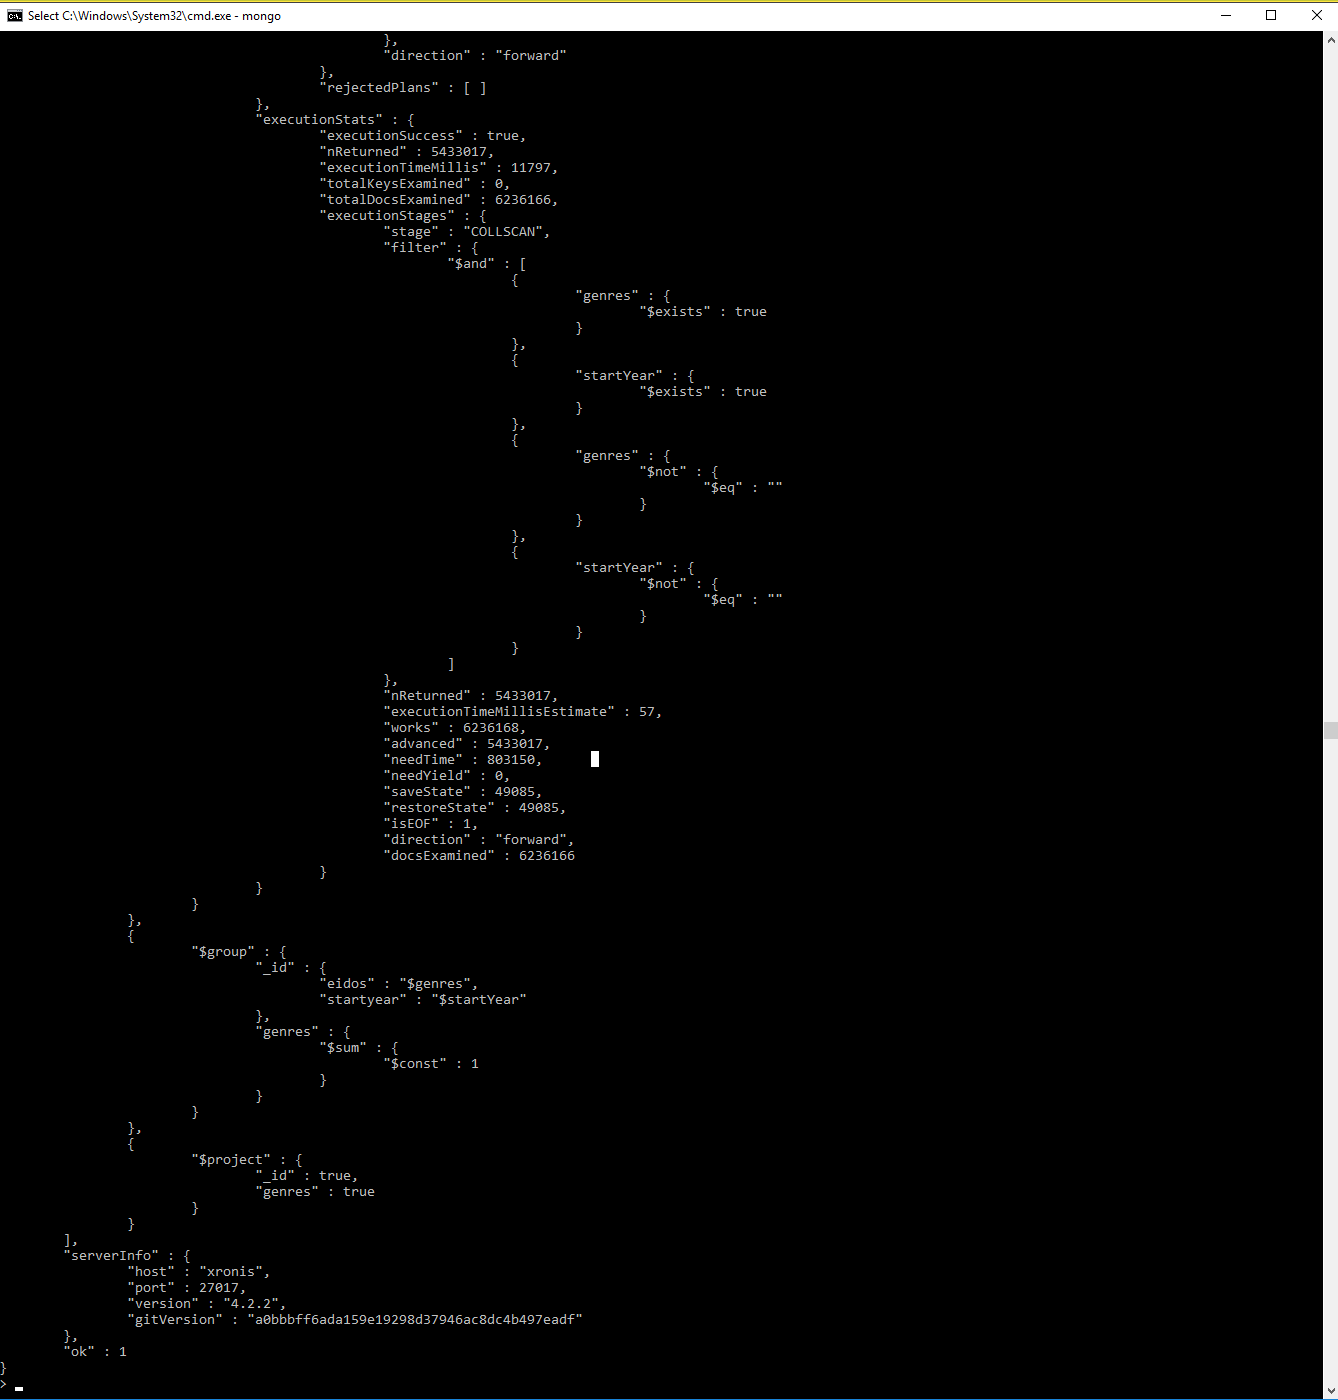 Select C:\Windows\System32\cmd.exe - mongo
},
"direction" : "forward"
},
"rejectedPlans" : [ ]
},
"executionStats" : {
"executionSuccess" : true,
"nReturned" : 5433017,
"executionTimeMillis" : 11797,
"totalKeysExamined" : 0,
"totalDocsExamined" : 6236166,
"executionStages" : {
"stage" : "COLLSCAN",
"filter" : {
"$and" : [
{
"genres" : {
"$exists" : true
}
},
{
"startYear" : {
"$exists" : true
}
},
{
"genres" : {
"$not" : {
"$eq" : ""
}
}
},
{
"startYear" : {
"$not" : {
"$eq" : ""
}
}
}
]
},
"nReturned" : 5433017,
"executionTimeMillisEstimate" : 57,
"works" : 6236168,
"advanced" : 5433017,
"needTime" : 803150,
"needYield" : 0,
"saveState" : 49085,
"restoreState" : 49085,
"isEOF" : 1,
"direction" : "forward",
"docsExamined" : 6236166
}
}
}
},
{
"$group" : {
"_id" : {
"eidos" : "$genres",
"startyear" : "$startYear"
},
"genres" : {
"$sum" : {
"$const" : 1
}
}
}
},
{
"$project" : {
"_id" : true,
"genres" : true
}
}
],
"serverInfo" : {
"host" : "xronis",
"port" : 27017,
"version" : "4.2.2",
"gitVersion" : "a0bbbff6ada159e19298d37946ac8dc4b497eadf"
},
"ok" : 1
}
>